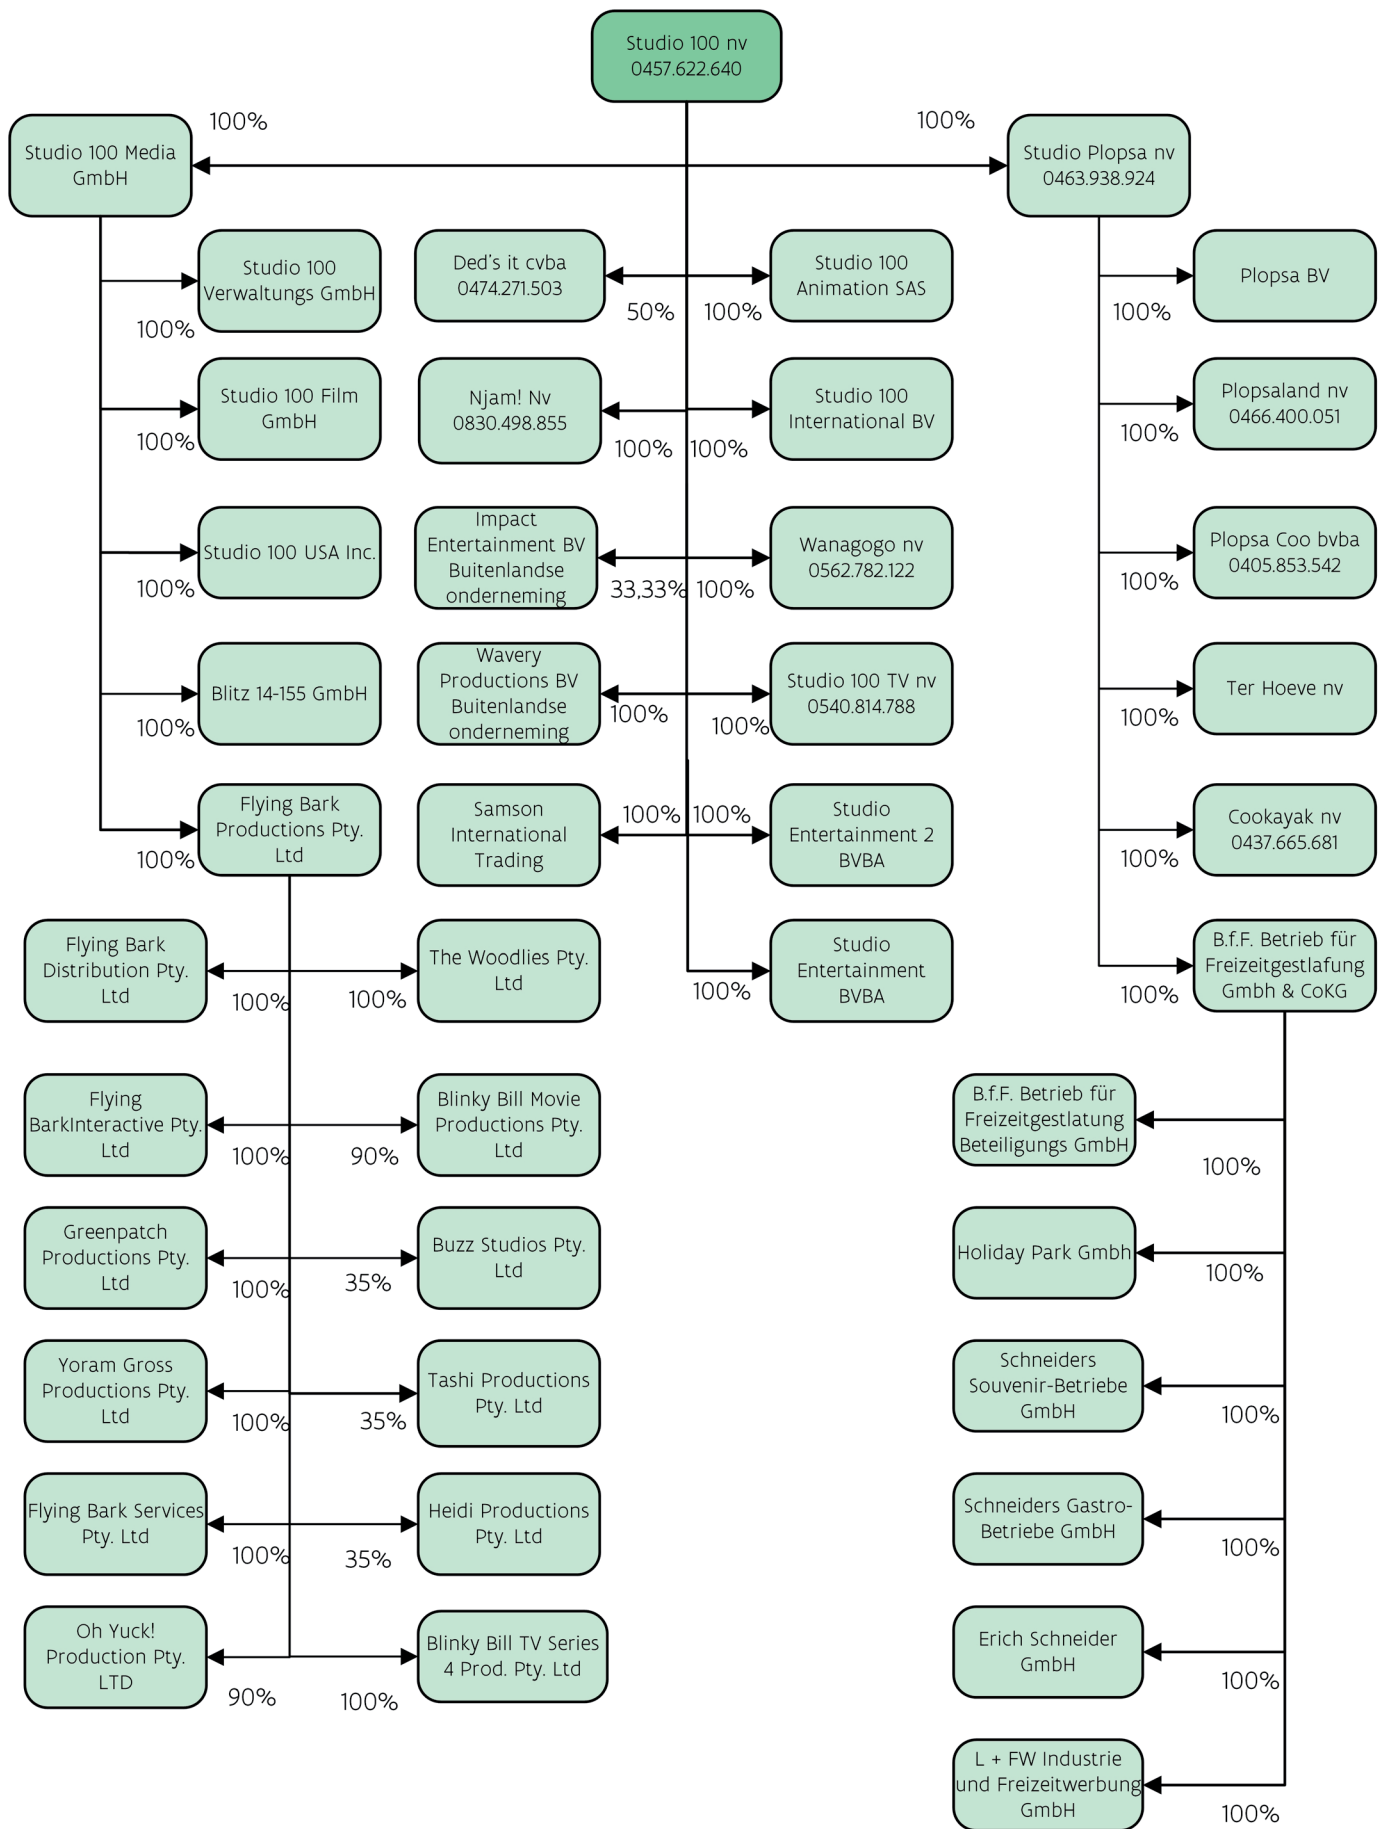 Studio 100 nv
0457.622.640
100%
100%
Studio 100 Media
GmbH
Studio Plopsa nv
0463.938.924
Studio 100
Verwaltungs GmbH
100%
Studio 100 Film
GmbH
100%
Studio 100 USA Inc.
100%
Blitz 14-155 GmbH
100%
Flying Bark
Productions Pty.
Ltd
100%
Ded's it cvba
0474.271.503
50%
Studio 100
Animation SAS
100%
Njam! Nv
0830.498.855
100%
Studio 100
International BV
100%
Impact
Entertainment BV
Buitenlandse
onderneming
33,33%
Wanagogo nv
0562.782.122
100%
Wavery
Productions BV
Buitenlandse
onderneming
100%
Studio 100 TV nv
0540.814.788
100%
Samson
International
Trading
100%
Studio
Entertainment 2
BVBA
100%
Studio
Entertainment
BVBA
100%
Plopsa BV
100%
Plopsaland nv
0466.400.051
100%
Plopsa Coo bvba
0405.853.542
100%
Ter Hoeve nv
100%
Cookayak nv
0437.665.681
100%
B.f.F. Betrieb für
Freizeitgestlafung
Gmbh & CoKG
100%
Flying Bark
Distribution Pty.
Ltd
100%
The Woodlies Pty.
Ltd
100%
Flying
BarkInteractive Pty.
Ltd
100%
Blinky Bill Movie
Productions Pty.
Ltd
90%
Greenpatch
Productions Pty.
Ltd
100%
Buzz Studios Pty.
Ltd
35%
Yoram Gross
Productions Pty.
Ltd
100%
Tashi Productions
Pty. Ltd
35%
Flying Bark Services
Pty. Ltd
100%
Heidi Productions
Pty. Ltd
35%
Oh Yuck!
Production Pty.
LTD
90%
Blinky Bill TV Series
4 Prod. Pty. Ltd
100%
B.f.F. Betrieb für
Freizeitgestlatung
Beteiligungs GmbH
100%
Holiday Park Gmbh
100%
Schneiders
Souvenir-Betriebe
GmbH
100%
Schneiders Gastro-
Betriebe GmbH
100%
Erich Schneider
GmbH
100%
L + FW Industrie
und Freizeitwerbung
GmbH
100%